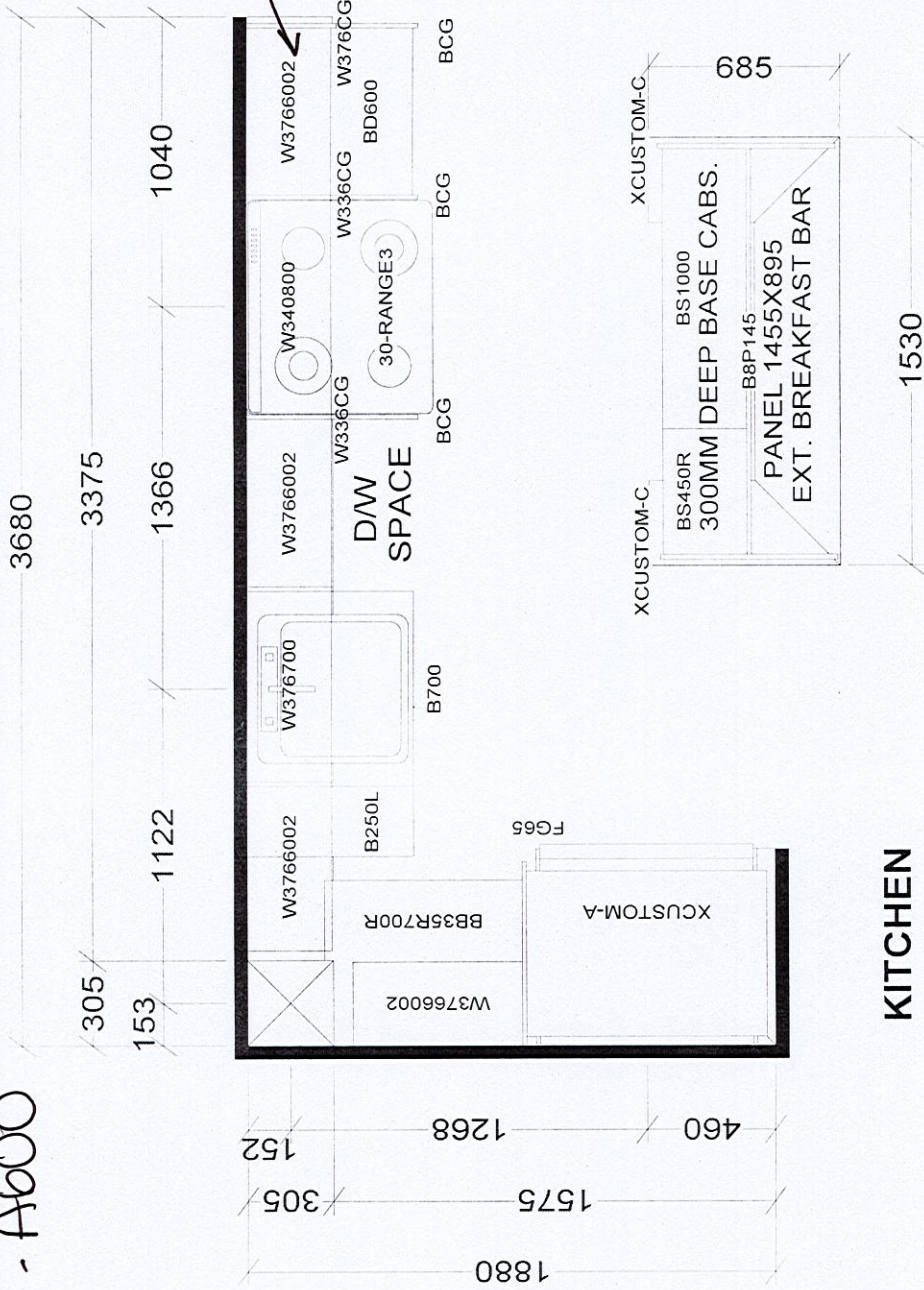 - A600
3680
3375
305
1040
1366
1122
153
W3766002
W376CG
BD600
BCG
W336CG
BCG
W340800
30-RANGE3
W336CG
BCG
W3766002
D/W
SPACE
W376700
B700
W3766002
B250L
FG65
BB35R700R
W3766002
XCUSTOM-A
152
1268
460
305
1575
1880
XCUSTOM-C
685
XCUSTOM-C
BS450R
BS1000
300MM DEEP BASE CABS.
B8P145
PANEL 1455X895
EXT. BREAKFAST BAR
1530
KITCHEN